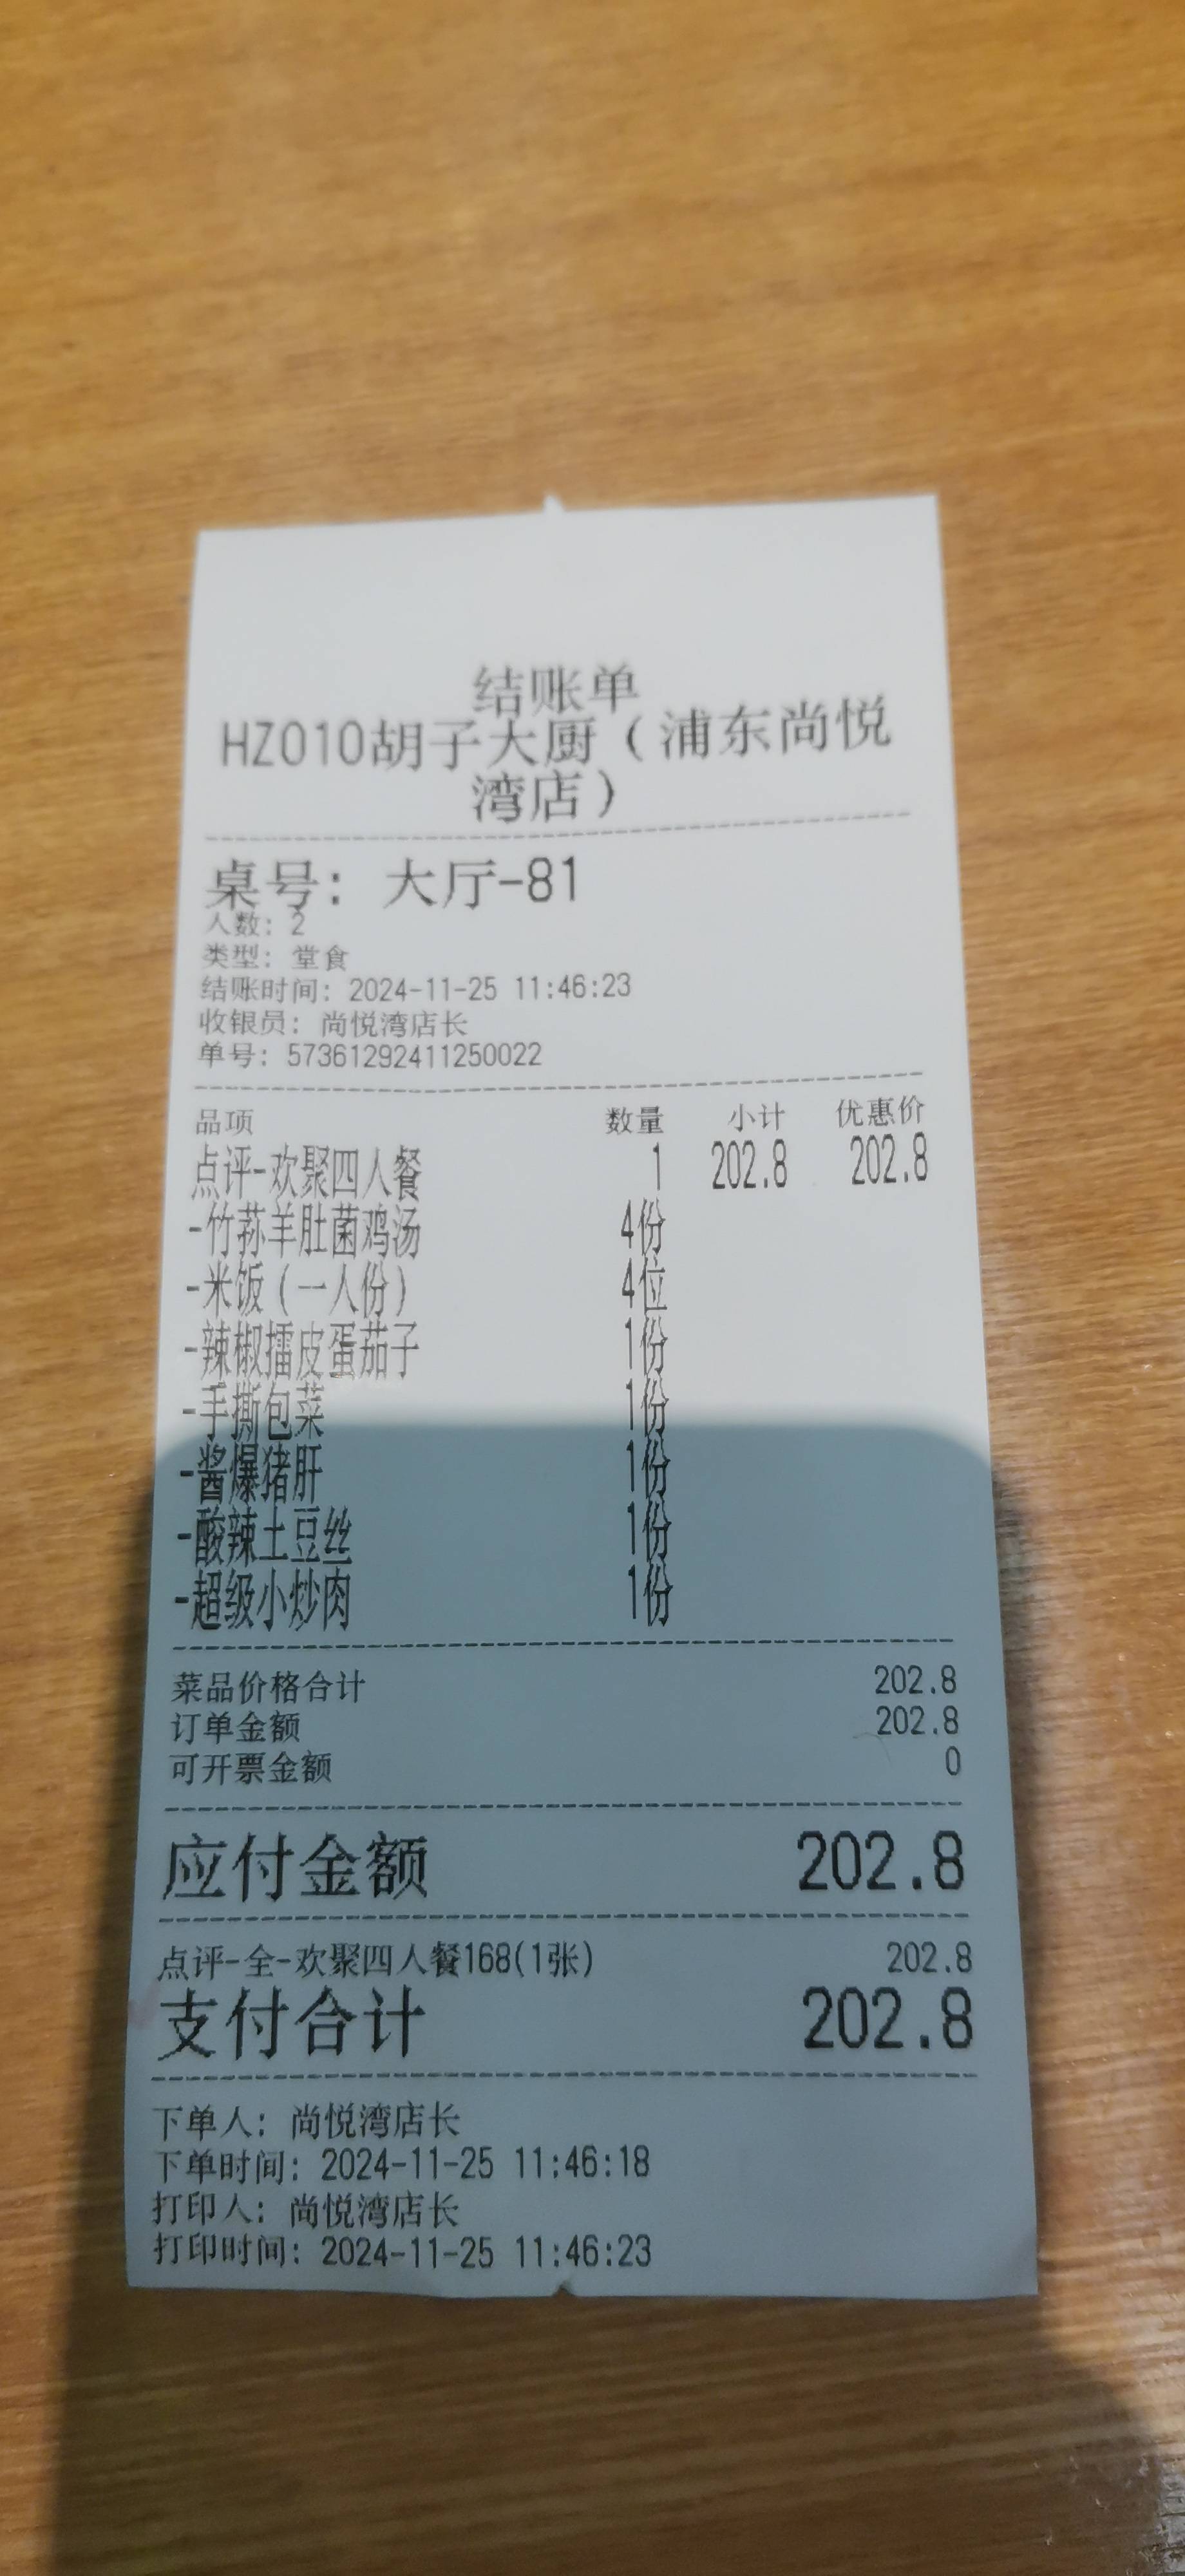 结账单
HZ010胡子大厨（浦东尚悦
湾店）
桌号：大厅-81
人数：2
类型：堂食
结账时间：2024-11-25 11:46:23
收银员：尚悦湾店长
单号：57361292411250022
品项 数量 小计 优惠价
点评-欢聚四人餐 1 202.8 202.8
-竹荪羊肚菌鸡汤 4份
-米饭（一人份） 4位
-辣椒擂皮蛋茄子 1份
-手撕包菜 1份
-酱爆猪肝 1份
-酸辣土豆丝 1份
-超级小炒肉 1份
菜品价格合计 202.8
订单金额 202.8
可开票金额 0
应付金额 202.8
点评-全-欢聚四人餐168(1张) 202.8
支付合计 202.8
下单人：尚悦湾店长
下单时间：2024-11-25 11:46:18
打印人：尚悦湾店长
打印时间：2024-11-25 11:46:23